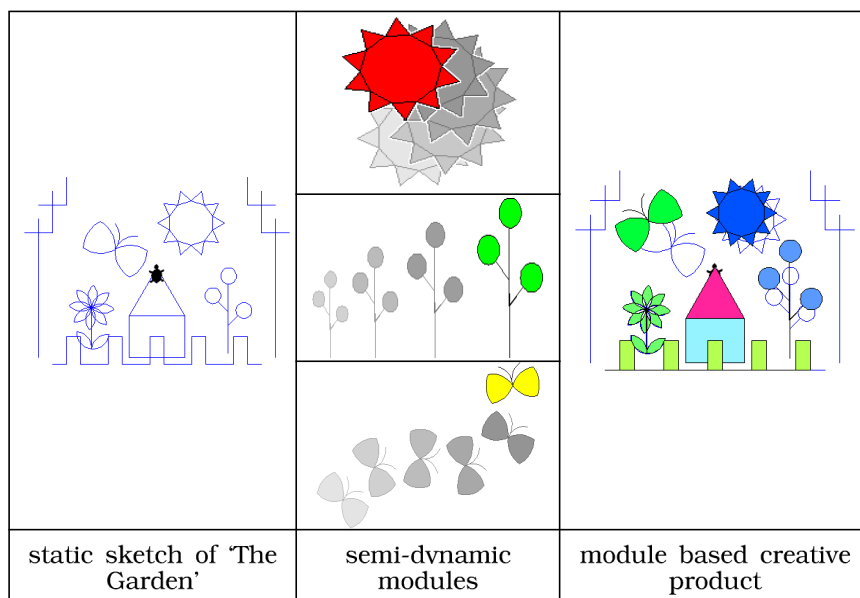 static sketch of ‘The
Garden’
semi-dynamic
modules
module based creative
product